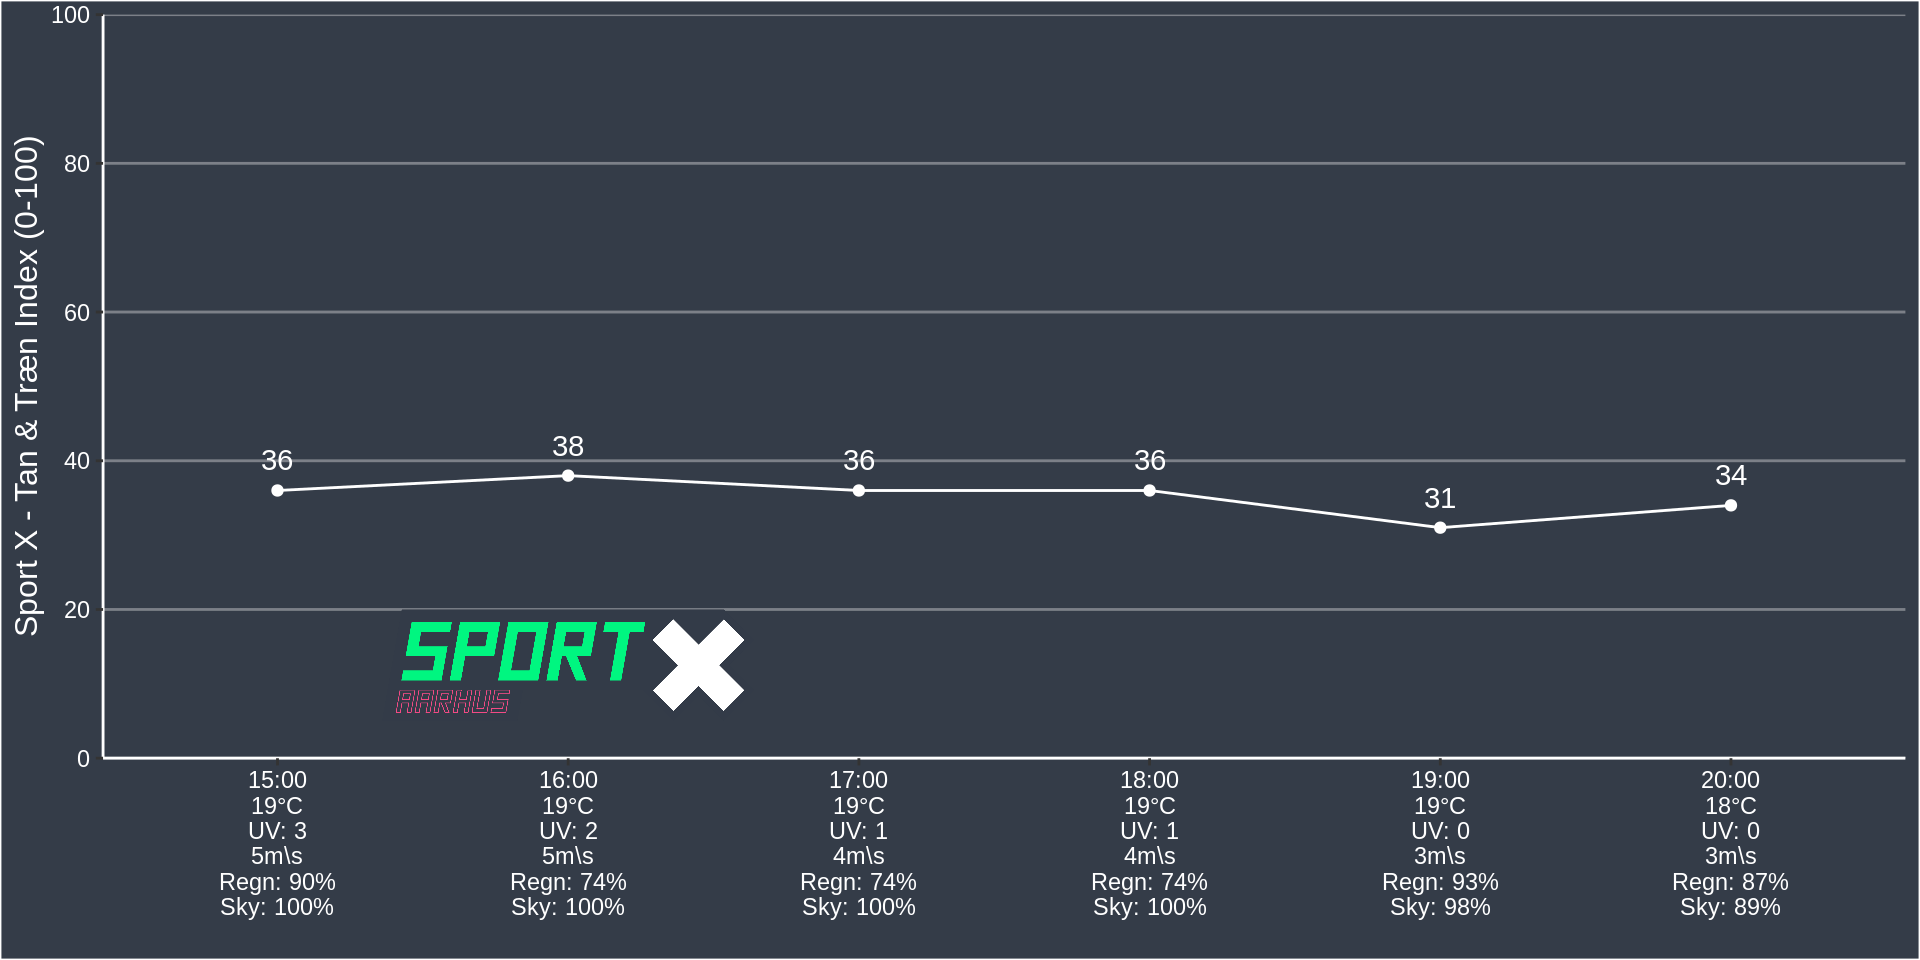 Sport X - Tan & Træn Index (0-100)
100
80
60
40
20
0
36
38
36
36
31
34
SPORT X
AARHUS
15:00
19°C
UV: 3
5m\s
Regn: 90%
Sky: 100%
16:00
19°C
UV: 2
5m\s
Regn: 74%
Sky: 100%
17:00
19°C
UV: 1
4m\s
Regn: 74%
Sky: 100%
18:00
19°C
UV: 1
4m\s
Regn: 74%
Sky: 100%
19:00
19°C
UV: 0
3m\s
Regn: 93%
Sky: 98%
20:00
18°C
UV: 0
3m\s
Regn: 87%
Sky: 89%